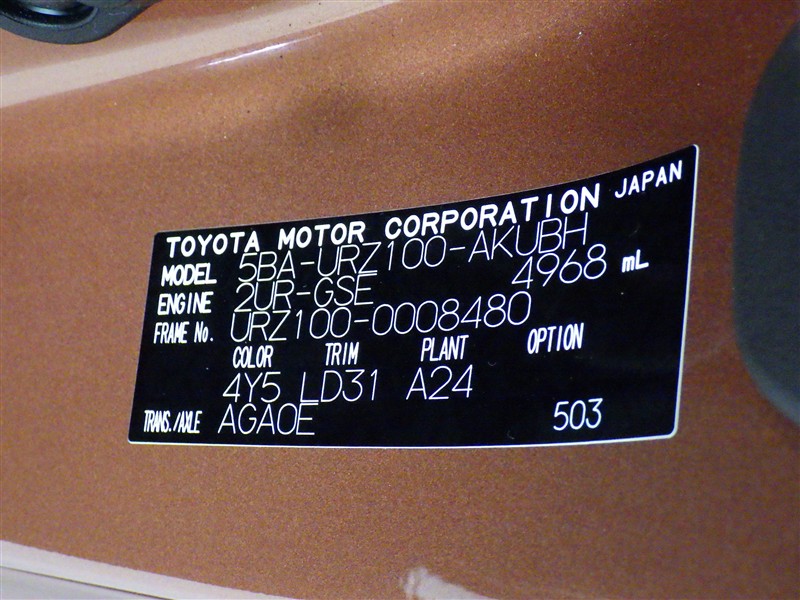 TOYOTA MOTOR CORPORATION JAPAN
MODEL 5BA-URZ100-AKUBH
ENGINE 2UR-GSE 4968 mL
FRAME No. URZ100-0008480
COLOR TRIM PLANT OPTION
4Y5 LD31 A24
TRANS./AXLE AGA0E 503